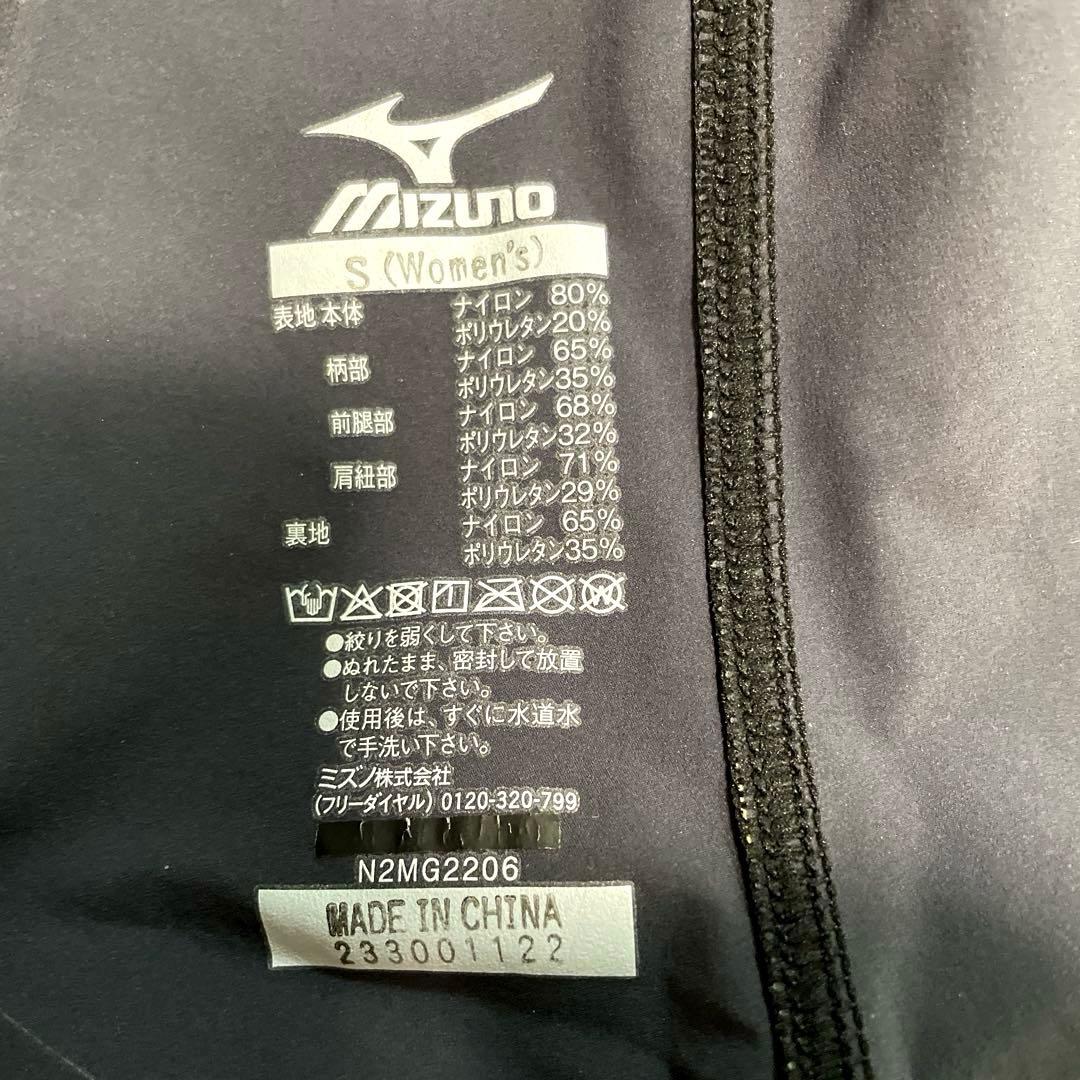 MIZUNO
S (Women's)
表地 本体 ナイロン 80%
ポリウレタン20%
柄部 ナイロン 65%
ポリウレタン35%
前腿部 ナイロン 68%
ポリウレタン32%
肩紐部 ナイロン 71%
ポリウレタン29%
裏地 ナイロン 65%
ポリウレタン35%
W
●絞りを弱くして下さい。
●ぬれたまま、密封して放置
しないで下さい。
●使用後は、すぐに水道水
で手洗い下さい。
ミズノ株式会社
(フリーダイヤル) 0120-320-799
N2MG2206
MADE IN CHINA
233001122